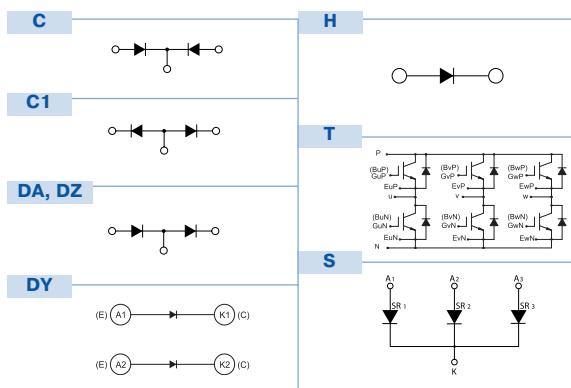 C
C1
DA, DZ
DY
(E) A1 K1 (C)
(E) A2 K2 (C)
H
T
P
(BuP) (BvP) (BwP)
GuP GvP GwP
EuP EvP EwP
u v w
(BuN) (BvN) (BwN)
GuN GvN GwN
EuN EvN EwN
N
S
A1 A2 A3
SR 1 SR 2 SR 3
K